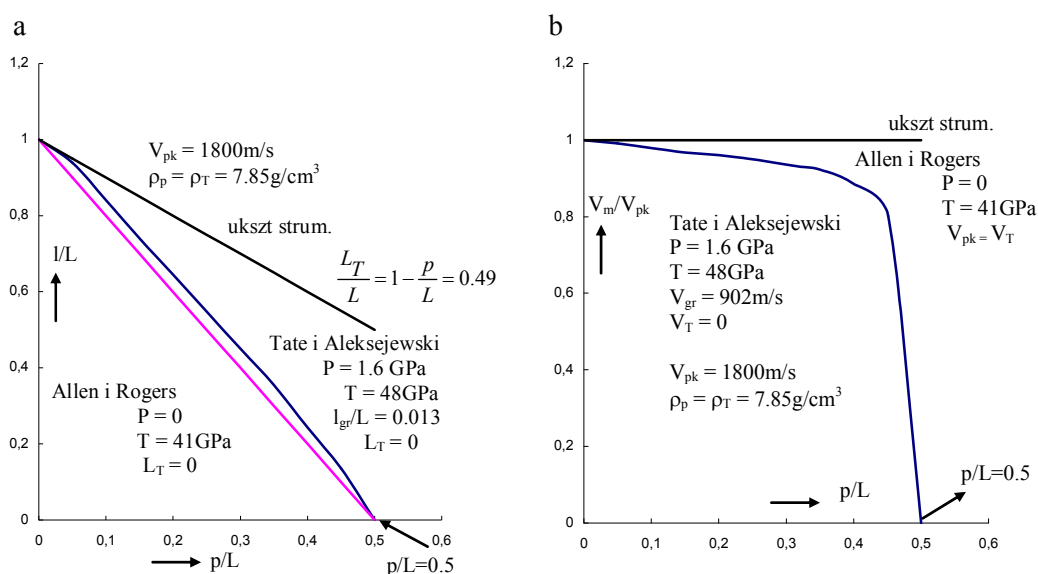 a
1,2
1
0,8
0,6
0,4
0,2
0
0
0,1
0,2
0,3
0,4
0,5
0,6
V_pk = 1800m/s
ρ_p = ρ_T = 7.85g/cm³
ukszt strum.
l/L
L_T/L = 1 − p/L = 0.49
Tate i Aleksejewski
P = 1.6 GPa
T = 48GPa
l_gr/L = 0.013
L_T = 0
Allen i Rogers
P = 0
T = 41GPa
L_T = 0
p/L
p/L=0.5
b
1,2
1
0,8
0,6
0,4
0,2
0
0
0,1
0,2
0,3
0,4
0,5
0,6
ukszt strum.
Allen i Rogers
P = 0
T = 41GPa
V_pk = V_T
V_m/V_pk
Tate i Aleksejewski
P = 1.6 GPa
T = 48GPa
V_gr = 902m/s
V_T = 0
V_pk = 1800m/s
ρ_p = ρ_T = 7.85g/cm³
p/L
p/L=0.5